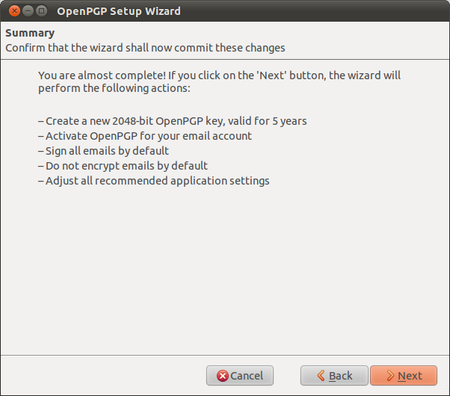 OpenPGP Setup Wizard
Summary
Confirm that the wizard shall now commit these changes
You are almost complete! If you click on the 'Next' button, the wizard will
perform the following actions:
– Create a new 2048-bit OpenPGP key, valid for 5 years
– Activate OpenPGP for your email account
– Sign all emails by default
– Do not encrypt emails by default
– Adjust all recommended application settings
Cancel
Back
Next